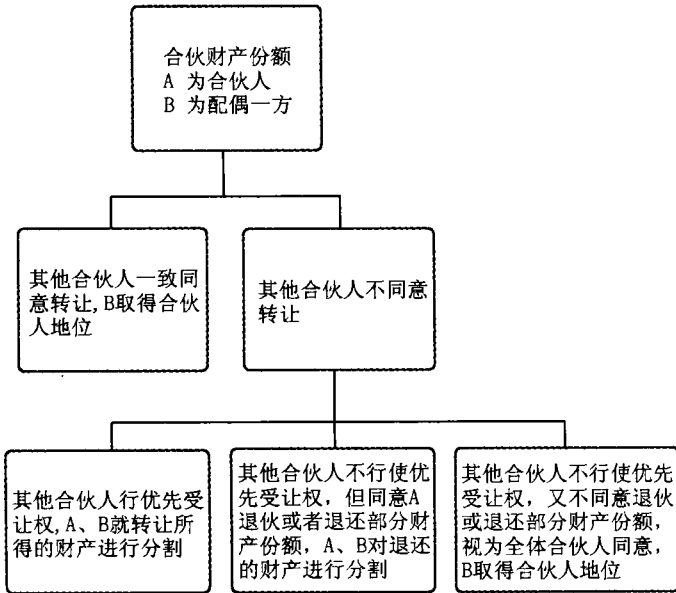 合伙财产份额
A 为合伙人
B 为配偶一方
其他合伙人一致同
意转让,B取得合伙
人地位
其他合伙人不同意
转让
其他合伙人行优先受
让权,A、B就转让所
得的财产进行分割
其他合伙人不行使优
先受让权，但同意A
退伙或者退还部分财
产份额，A、B对退还
的财产进行分割
其他合伙人不行使优先
受让权，又不同意退伙
或退还部分财产份额，
视为全体合伙人同意，
B取得合伙人地位